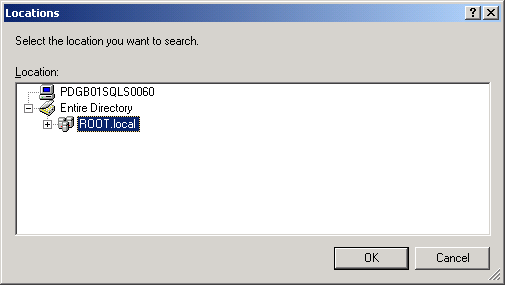 Locations
Select the location you want to search.
Location:
PDGB01SQLS0060
Entire Directory
ROOT.local
OK Cancel